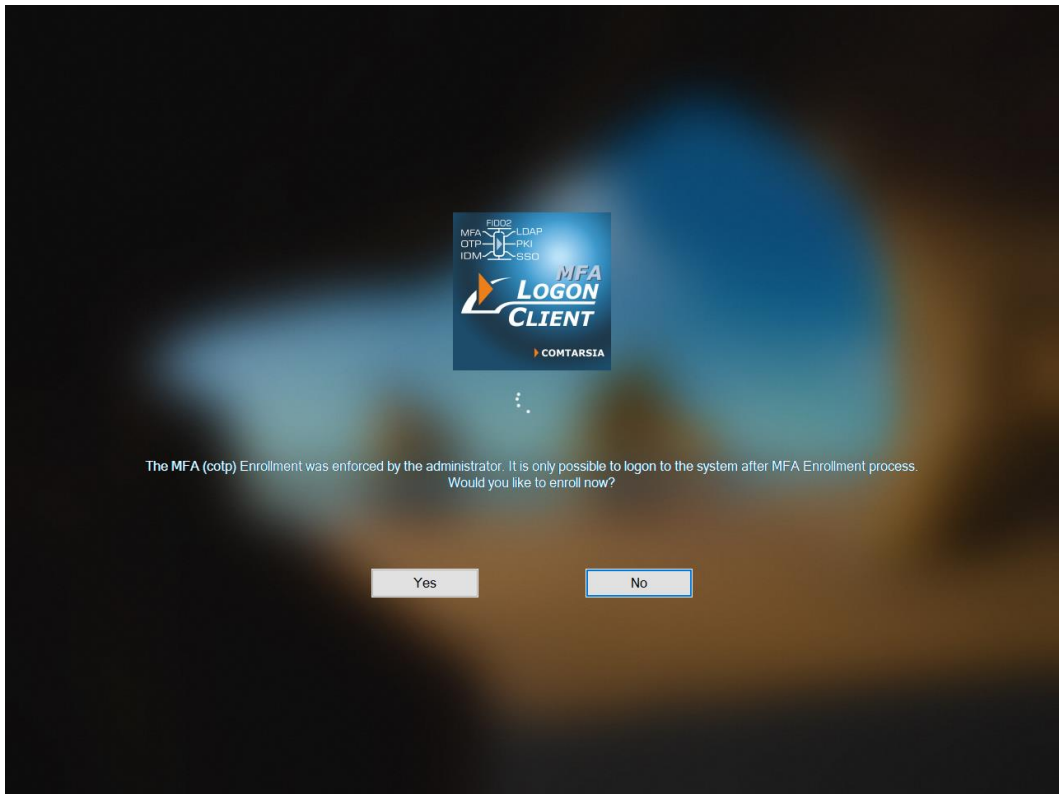 FIDO2
MFA LDAP
OTP PKI
IDM SSO
MFA
LOGON
CLIENT
COMTARSIA
The MFA (cotp) Enrollment was enforced by the administrator. It is only possible to logon to the system after MFA Enrollment process.
Would you like to enroll now?
Yes No